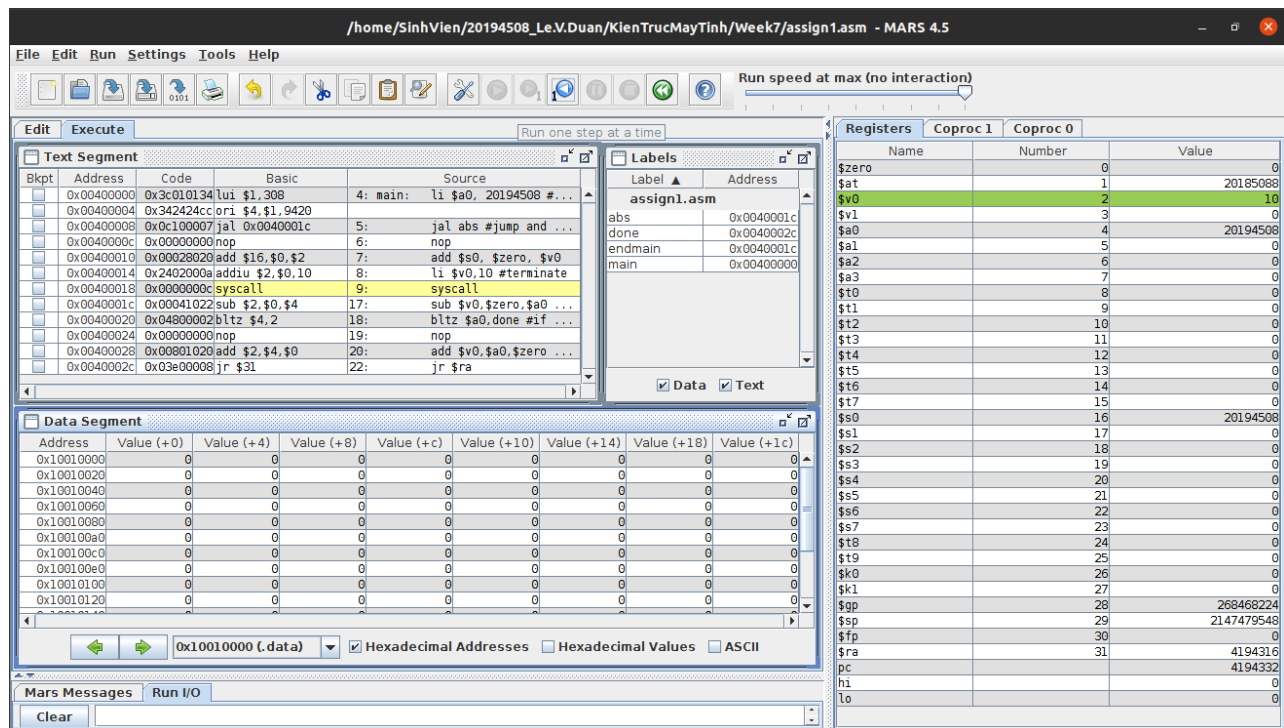 /home/SinhVien/20194508_Le.V.Duan/KienTrucMayTinh/Week7/assign1.asm - MARS 4.5
File Edit Run Settings Tools Help
Run speed at max (no interaction)
Edit Execute
Run one step at a time
Text Segment
Bkpt Address Code Basic Source
0x00400000 0x3c010134 lui $1,308 4: main: li $a0, 20194508 #...
0x00400004 0x342424cc ori $4,$1,9420
0x00400008 0x0c100007 jal 0x0040001c 5: jal abs #jump and ...
0x0040000c 0x00000000 nop 6: nop
0x00400010 0x00028020 add $16,$0,$2 7: add $s0, $zero, $v0
0x00400014 0x2402000a addiu $2,$0,10 8: li $v0,10 #terminate
0x00400018 0x0000000c syscall 9: syscall
0x0040001c 0x00041022 sub $2,$0,$4 17: sub $v0,$zero,$a0 ...
0x00400020 0x04800002 bltz $4,2 18: bltz $a0,done #if ...
0x00400024 0x00000000 nop 19: nop
0x00400028 0x00801020 add $2,$4,$0 20: add $v0,$a0,$zero ...
0x0040002c 0x03e00008 jr $31 22: jr $ra
Labels
Label ▲ Address
assign1.asm
abs 0x0040001c
done 0x0040002c
endmain 0x0040001c
main 0x00400000
Data Text
Data Segment
Address Value (+0) Value (+4) Value (+8) Value (+c) Value (+10) Value (+14) Value (+18) Value (+1c)
0x10010000 0 0 0 0 0 0 0 0
0x10010020 0 0 0 0 0 0 0 0
0x10010040 0 0 0 0 0 0 0 0
0x10010060 0 0 0 0 0 0 0 0
0x10010080 0 0 0 0 0 0 0 0
0x100100a0 0 0 0 0 0 0 0 0
0x100100c0 0 0 0 0 0 0 0 0
0x100100e0 0 0 0 0 0 0 0 0
0x10010100 0 0 0 0 0 0 0 0
0x10010120 0 0 0 0 0 0 0 0
0x10010000 (.data) Hexadecimal Addresses Hexadecimal Values ASCII
Mars Messages Run I/O
Clear
Registers Coproc 1 Coproc 0
Name Number Value
$zero 0 0
$at 1 20185088
$v0 2 10
$v1 3 0
$a0 4 20194508
$a1 5 0
$a2 6 0
$a3 7 0
$t0 8 0
$t1 9 0
$t2 10 0
$t3 11 0
$t4 12 0
$t5 13 0
$t6 14 0
$t7 15 0
$s0 16 20194508
$s1 17 0
$s2 18 0
$s3 19 0
$s4 20 0
$s5 21 0
$s6 22 0
$s7 23 0
$t8 24 0
$t9 25 0
$k0 26 0
$k1 27 0
$gp 28 268468224
$sp 29 2147479548
$fp 30 0
$ra 31 4194316
pc 4194332
hi 0
lo 0